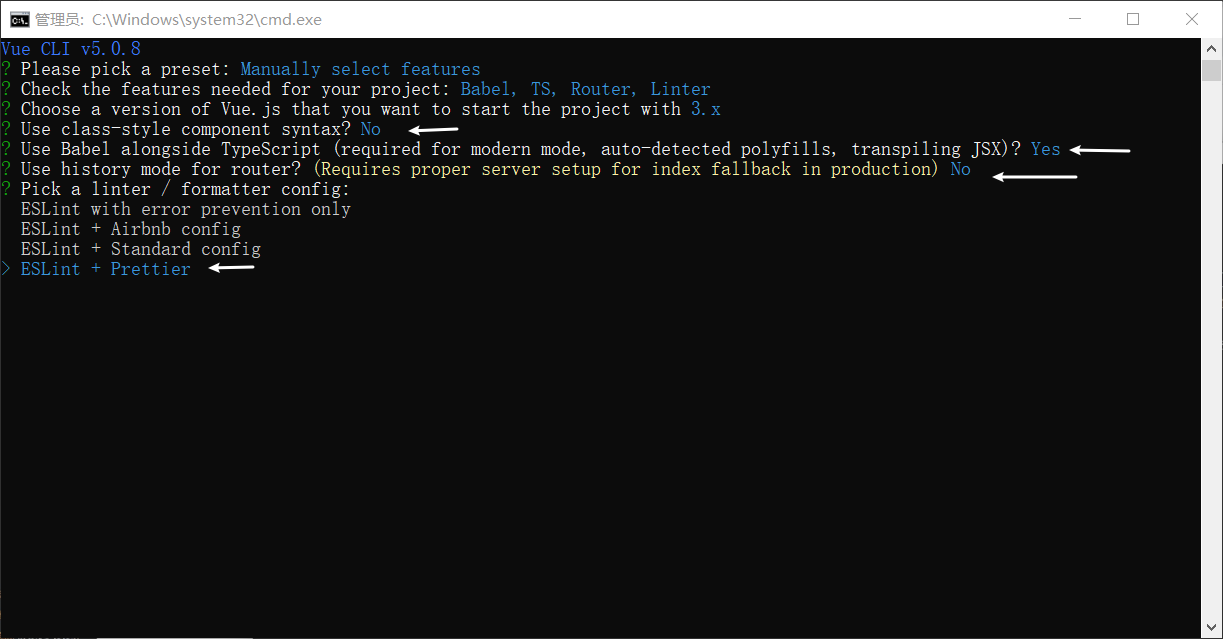 管理员: C:\Windows\system32\cmd.exe
Vue CLI v5.0.8
? Please pick a preset: Manually select features
? Check the features needed for your project: Babel, TS, Router, Linter
? Choose a version of Vue.js that you want to start the project with 3.x
? Use class-style component syntax? No
? Use Babel alongside TypeScript (required for modern mode, auto-detected polyfills, transpiling JSX)? Yes
? Use history mode for router? (Requires proper server setup for index fallback in production) No
? Pick a linter / formatter config:
ESLint with error prevention only
ESLint + Airbnb config
ESLint + Standard config
> ESLint + Prettier